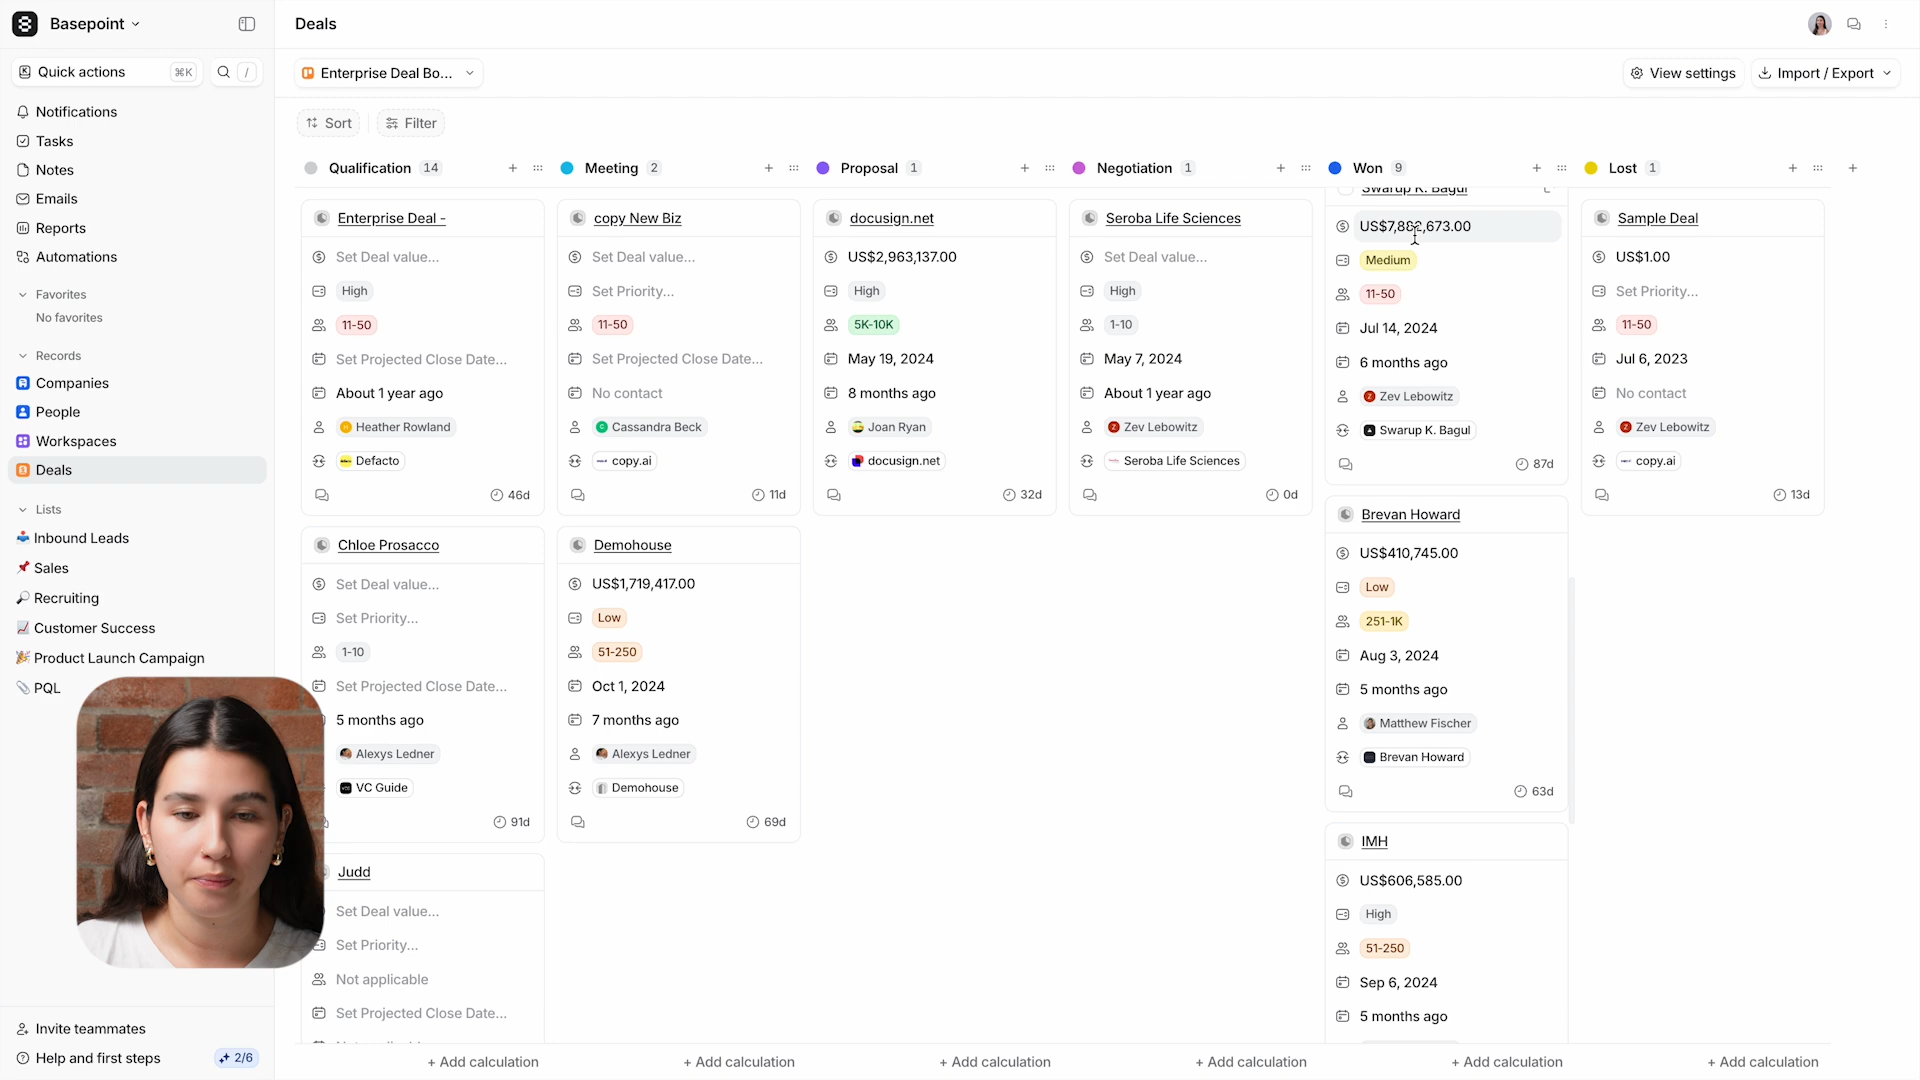 Basepoint
Deals
Quick actions
⌘K
/
Enterprise Deal Bo...
View settings
Import / Export
Notifications
Tasks
Notes
Emails
Reports
Automations
Favorites
No favorites
Records
Companies
People
Workspaces
Deals
Lists
Inbound Leads
Sales
Recruiting
Customer Success
Product Launch Campaign
PQL
Invite teammates
Help and first steps
2/6
Sort
Filter
Qualification 14
Enterprise Deal -
Set Deal value...
High
11-50
Set Projected Close Date...
About 1 year ago
Heather Rowland
Defacto
46d
Chloe Prosacco
Set Deal value...
Set Priority...
1-10
Set Projected Close Date...
5 months ago
Alexys Ledner
VC Guide
91d
Judd
Set Deal value...
Set Priority...
Not applicable
Set Projected Close Date...
+ Add calculation
Meeting 2
copy New Biz
Set Deal value...
Set Priority...
11-50
Set Projected Close Date...
No contact
Cassandra Beck
copy.ai
11d
Demohouse
US$1,719,417.00
Low
51-250
Oct 1, 2024
7 months ago
Alexys Ledner
Demohouse
69d
+ Add calculation
Proposal 1
docusign.net
US$2,963,137.00
High
5K-10K
May 19, 2024
8 months ago
Joan Ryan
docusign.net
32d
+ Add calculation
Negotiation 1
Seroba Life Sciences
Set Deal value...
High
1-10
May 7, 2024
About 1 year ago
Zev Lebowitz
Seroba Life Sciences
0d
+ Add calculation
Won 9
Swarup K. Bagul
US$7,882,673.00
Medium
11-50
Jul 14, 2024
6 months ago
Zev Lebowitz
Swarup K. Bagul
87d
Brevan Howard
US$410,745.00
Low
251-1K
Aug 3, 2024
5 months ago
Matthew Fischer
Brevan Howard
63d
IMH
US$606,585.00
High
51-250
Sep 6, 2024
5 months ago
+ Add calculation
Lost 1
Sample Deal
US$1.00
Set Priority...
11-50
Jul 6, 2023
No contact
Zev Lebowitz
copy.ai
13d
+ Add calculation